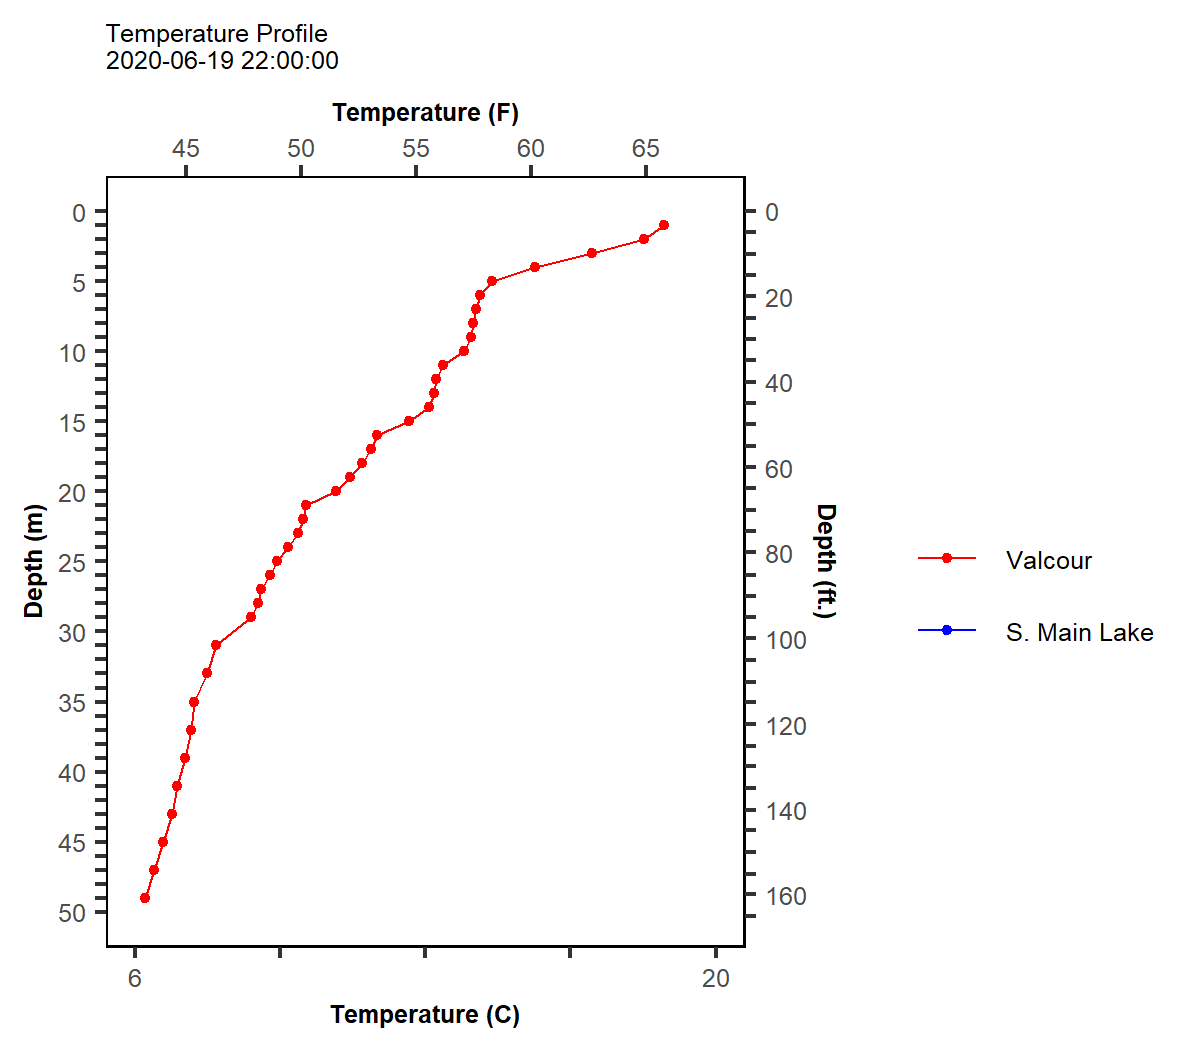 Temperature Profile
2020-06-19 22:00:00
Temperature (F)
45 50 55 60 65
0 0
5
20
10
40
15
60
20
Depth (m)
Depth (ft.)
25
80
Valcour
30
100
S. Main Lake
35
120
40
140
45
160
50
6 20
Temperature (C)